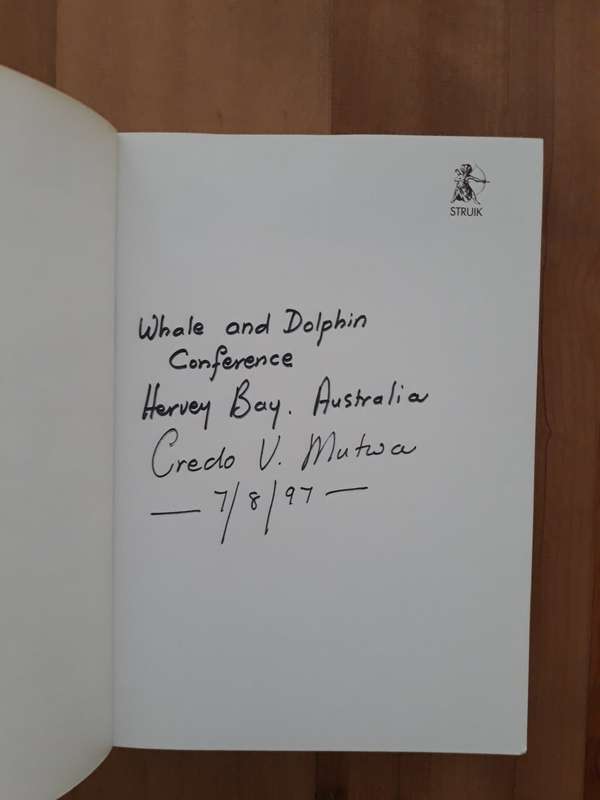 STRUIK
Whale and Dolphin
Conference
Hervey Bay. Australia
Credo V. Mutwa
— 7/8/97 —